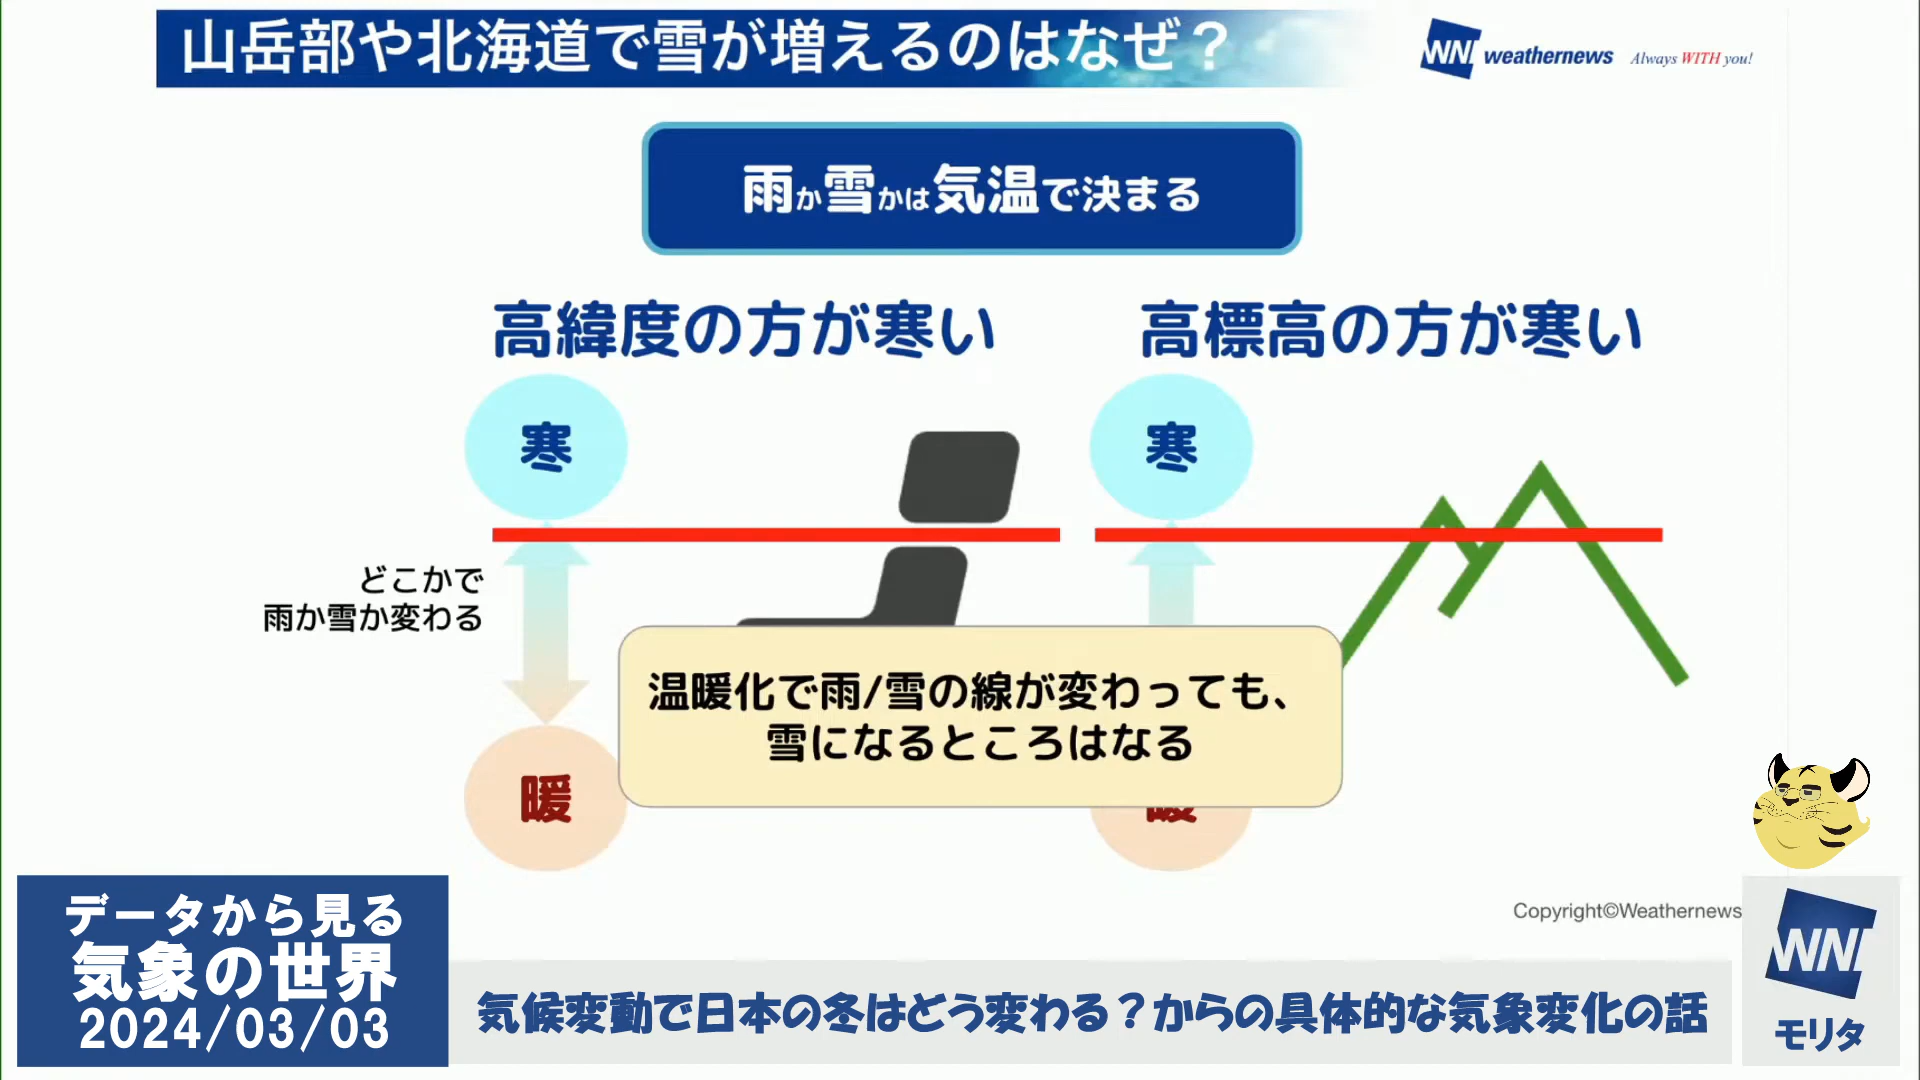 山岳部や北海道で雪が増えるのはなぜ？
WNI weathernews Always WITH you!
雨か雪かは気温で決まる
高緯度の方が寒い
高標高の方が寒い
寒
寒
どこかで
雨か雪か変わる
温暖化で雨/雪の線が変わっても、
雪になるところはなる
暖
暖
Copyright©Weathernews
データから見る
気象の世界
2024/03/03
気候変動で日本の冬はどう変わる？からの具体的な気象変化の話
WNI
モリタ